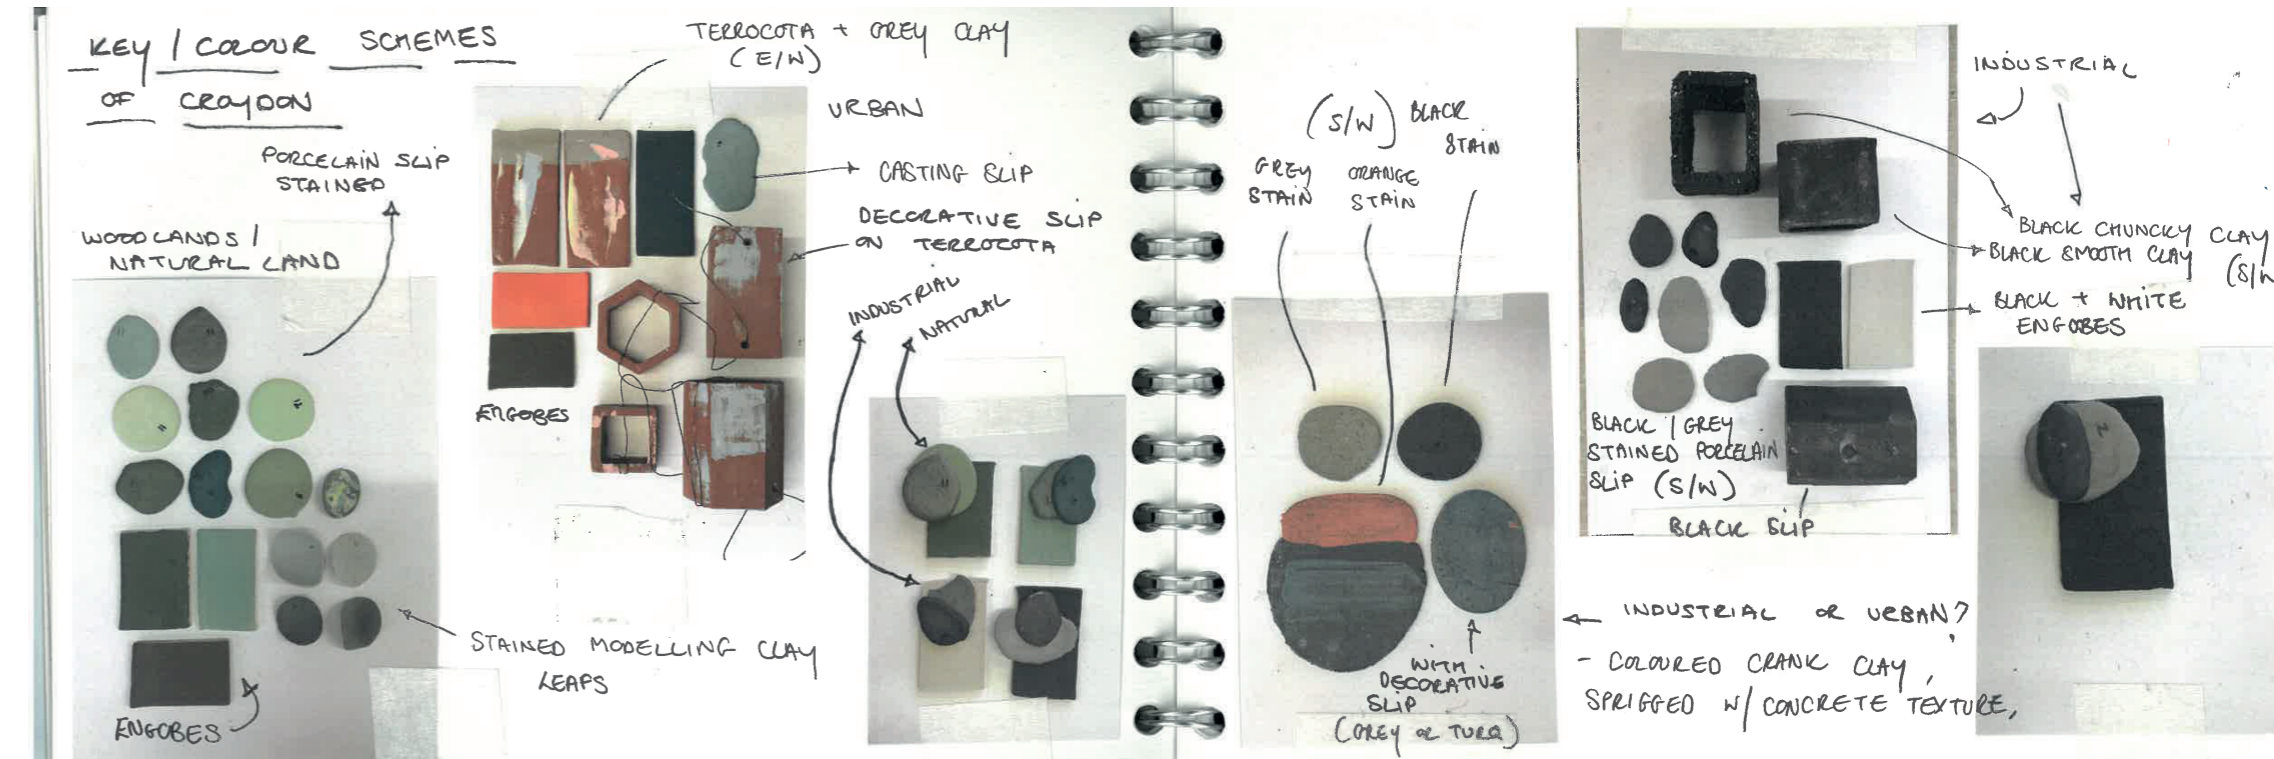 KEY / COLOUR SCHEMES
OF CROYDON
PORCELAIN SLIP
STAINED
WOODLANDS /
NATURAL LAND
STAINED MODELLING CLAY
LEAFS
ENGOBES
TERROCOTA + GREY CLAY
(E/W)
URBAN
CASTING SLIP
DECORATIVE SLIP
ON TERROCOTA
ENGOBES
INDUSTRIAL
NATURAL
(S/W)
BLACK
STAIN
GREY
STAIN
ORANGE
STAIN
WITH
DECORATIVE
SLIP
(GREY or TURQ)
INDUSTRIAL
BLACK CHUNCKY CLAY
BLACK SMOOTH CLAY
(S/W
BLACK + WHITE
ENGOBES
BLACK / GREY
STAINED PORCELAIN
SLIP (S/W)
BLACK SLIP
INDUSTRIAL OR URBAN?
- COLOURED CRANK CLAY,
SPRIGGED W/ CONCRETE TEXTURE,